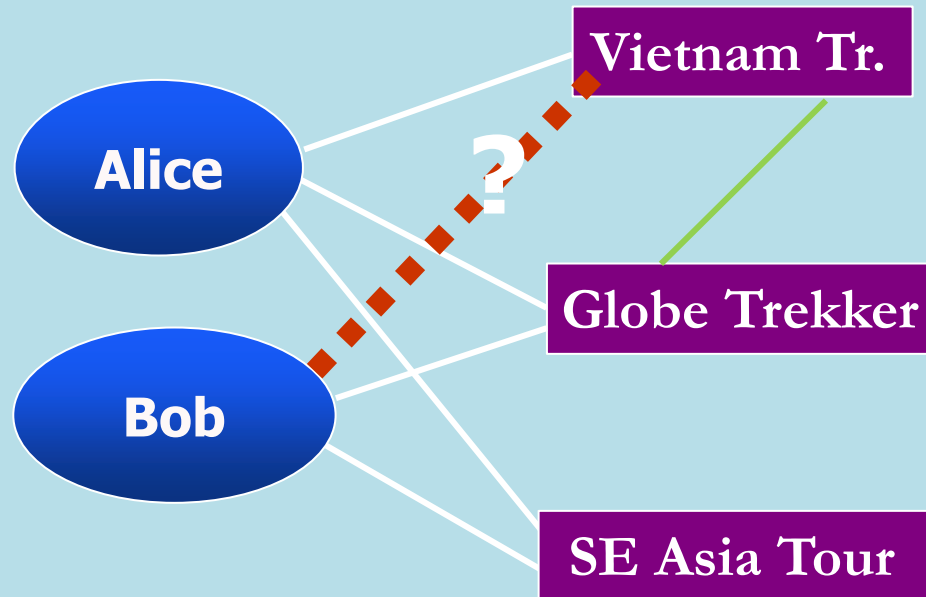 Vietnam Tr.
Alice
?
Globe Trekker
Bob
SE Asia Tour